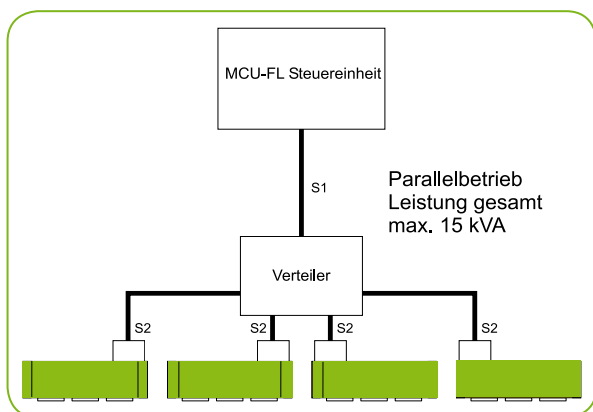 MCU-FL Steuereinheit
S1
Parallelbetrieb
Leistung gesamt
max. 15 kVA
Verteiler
S2
S2
S2
S2